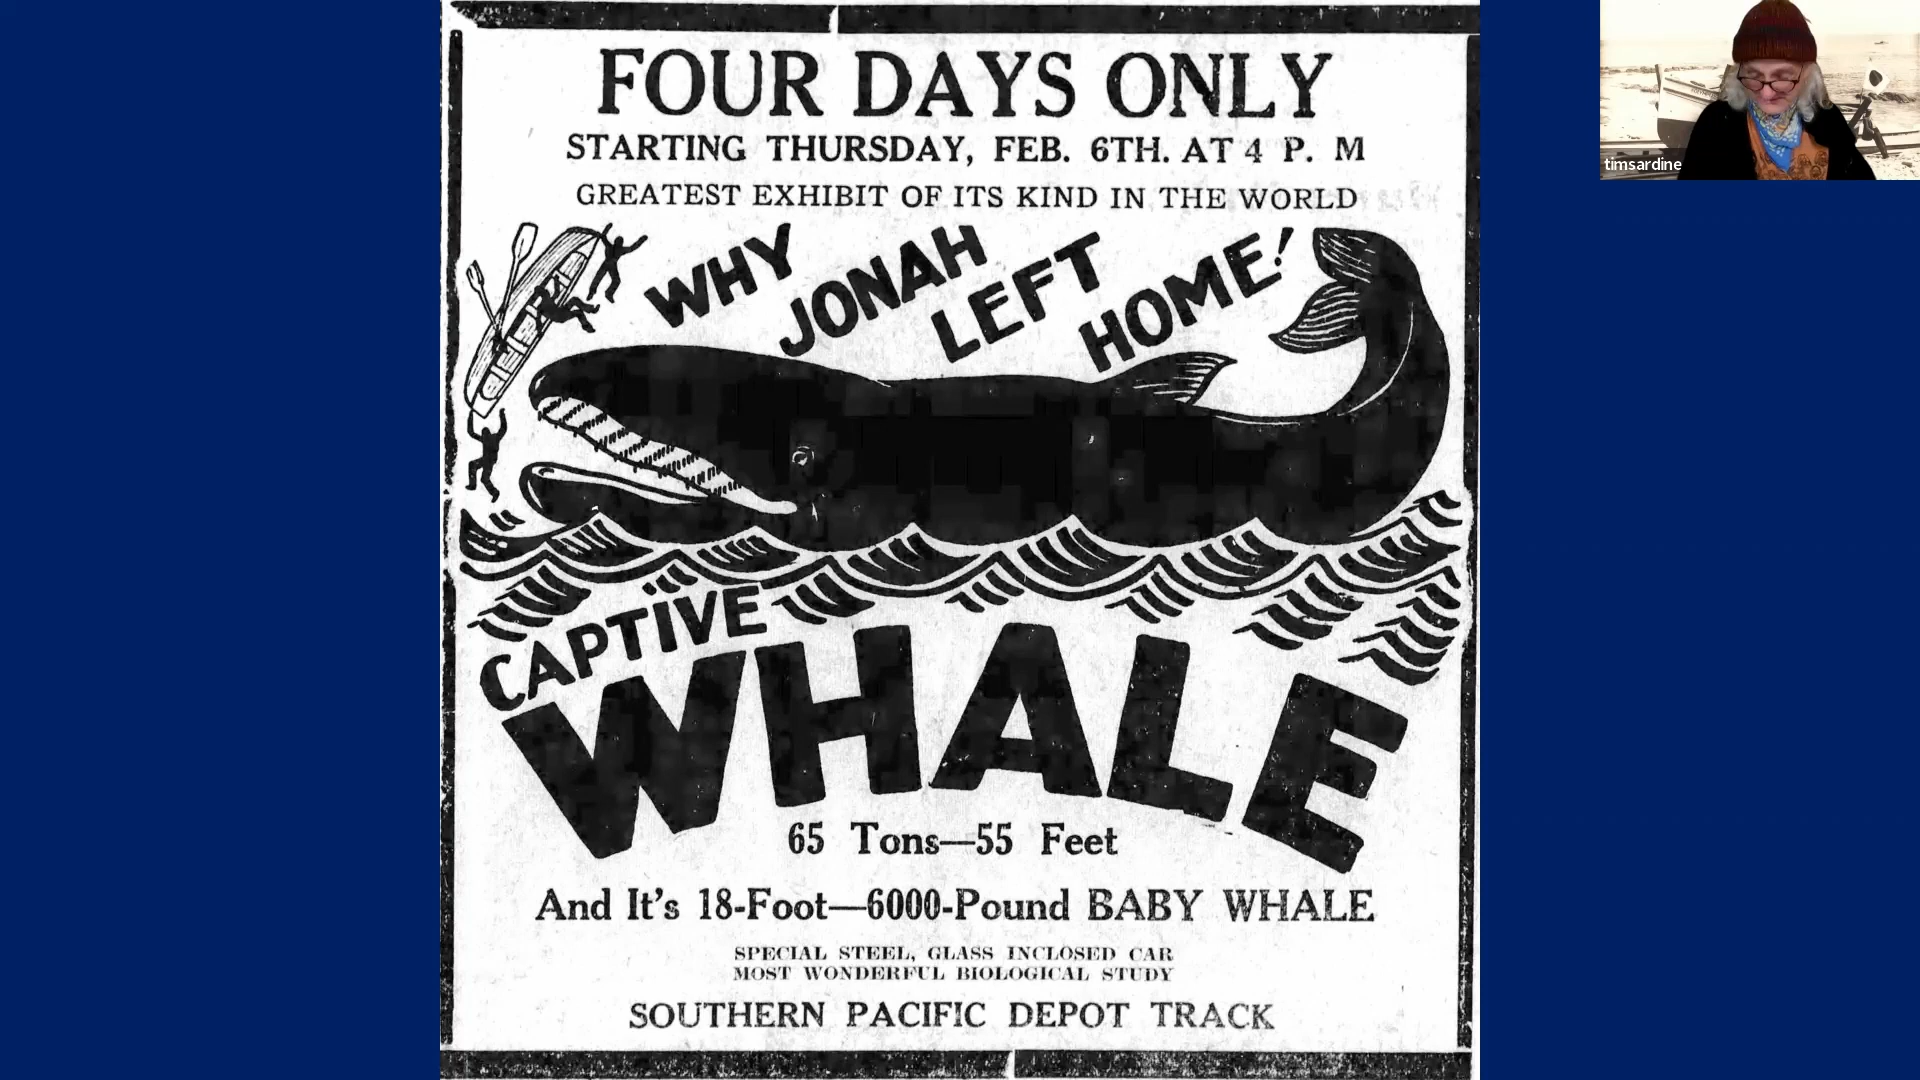 FOUR DAYS ONLY
STARTING THURSDAY, FEB. 6TH. AT 4 P. M
GREATEST EXHIBIT OF ITS KIND IN THE WORLD
WHY
JONAH
LEFT
HOME!
CAPTIVE
WHALE
65 Tons—55 Feet
And It's 18-Foot—6000-Pound BABY WHALE
SPECIAL STEEL, GLASS INCLOSED CAR
MOST WONDERFUL BIOLOGICAL STUDY
SOUTHERN PACIFIC DEPOT TRACK
timsardine